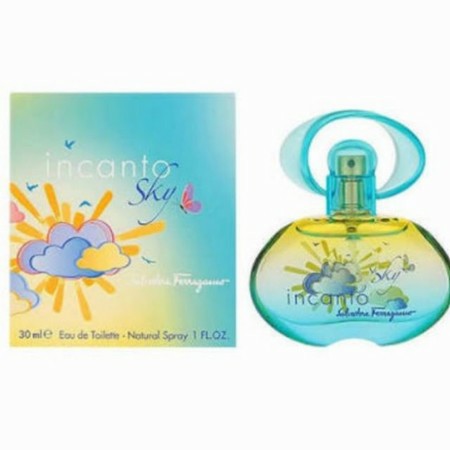 incanto
Sky
Salvatore Ferragamo
30 ml e Eau de Toilette - Natural Spray 1 FL.OZ.
Sky
incanto
Salvatore Ferragamo